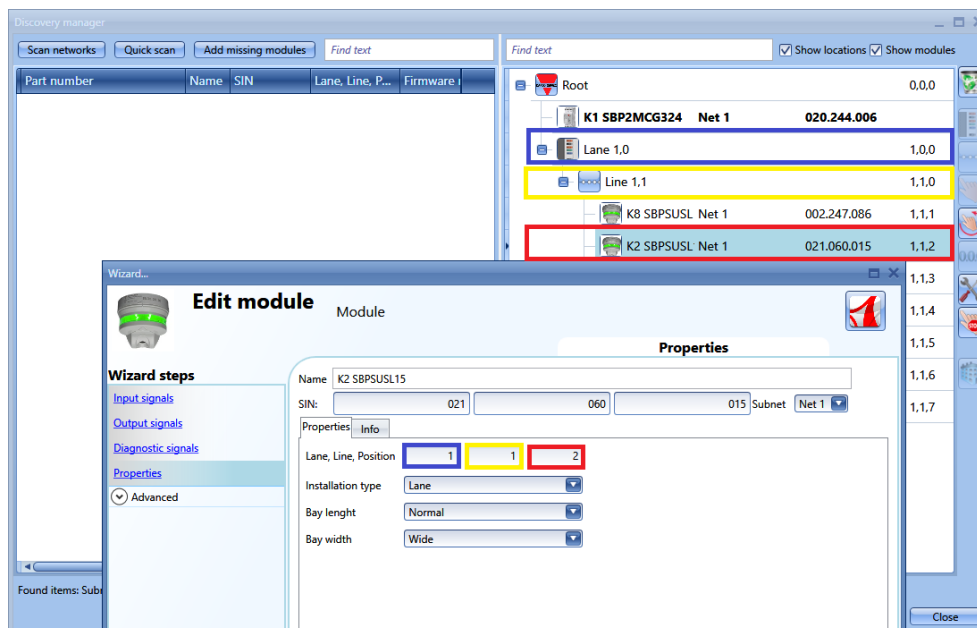 Discovery manager
Scan networks Quick scan Add missing modules Find text
Part number Name SIN Lane, Line, P... Firmware
Find text Show locations Show modules
Root 0,0,0
K1 SBP2MCG324 Net 1 020.244.006
Lane 1,0 1,0,0
Line 1,1 1,1,0
K8 SBPSUSL Net 1 002.247.086 1,1,1
K2 SBPSUSL Net 1 021.060.015 1,1,2
1,1,3
1,1,4
1,1,5
1,1,6
1,1,7
Wizard...
Edit module Module
Properties
Wizard steps
Input signals
Output signals
Diagnostic signals
Properties
Advanced
Name K2 SBPSUSL15
SIN: 021 060 015 Subnet Net 1
Properties Info
Lane, Line, Position 1 1 2
Installation type Lane
Bay lenght Normal
Bay width Wide
Found items: Subn
Close